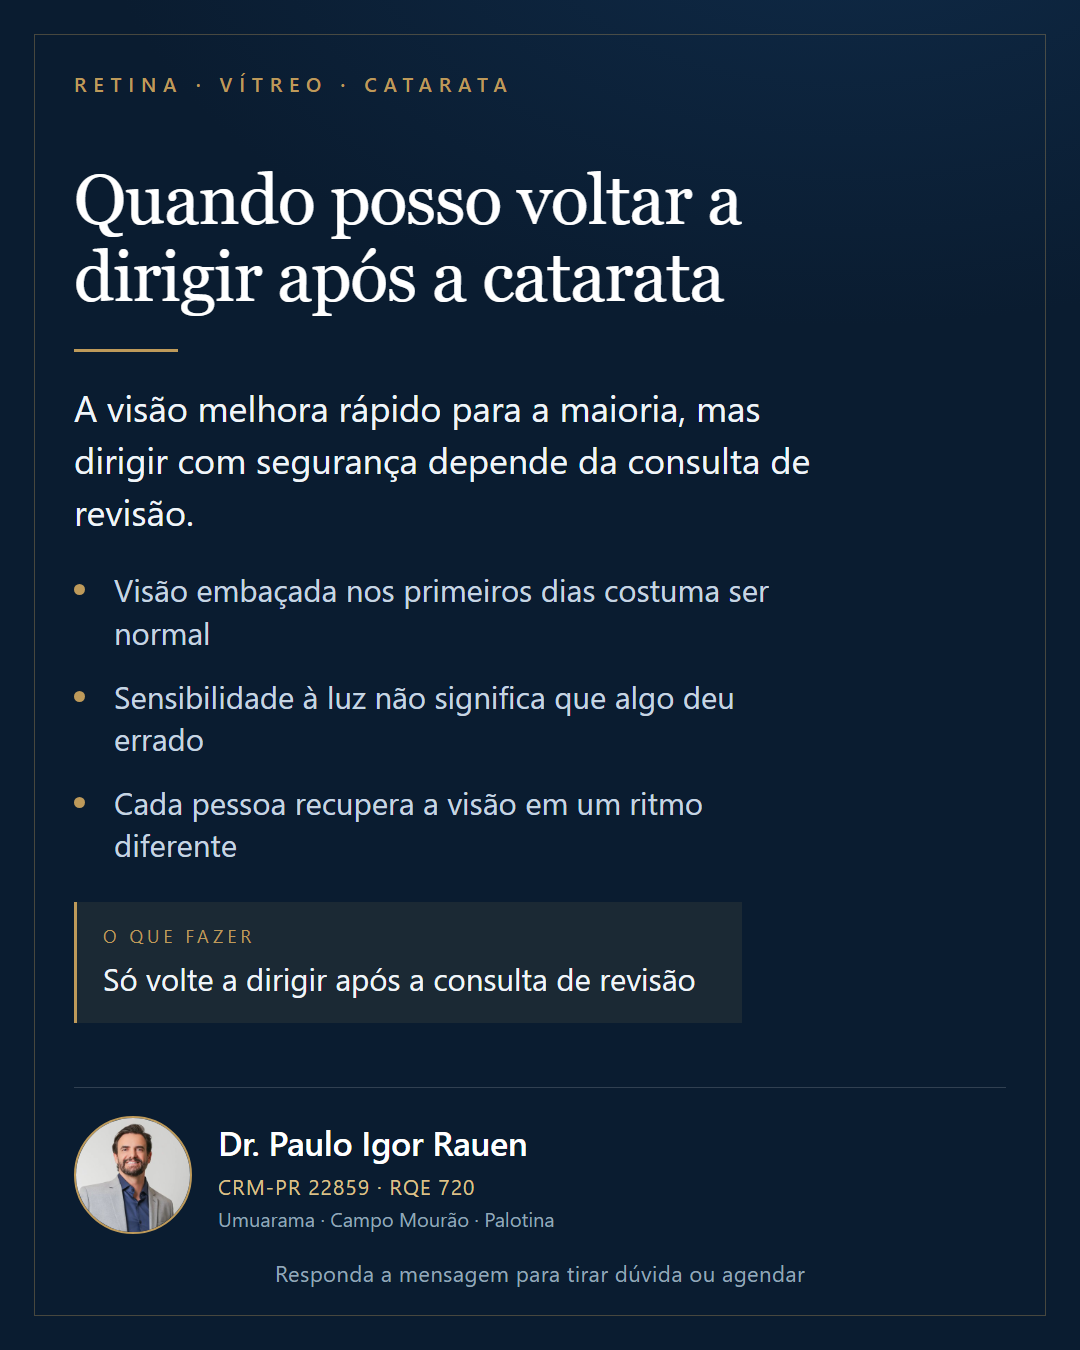 RETINA · VÍTREO · CATARATA
Quando posso voltar a
dirigir após a catarata
A visão melhora rápido para a maioria, mas
dirigir com segurança depende da consulta de
revisão.
• Visão embaçada nos primeiros dias costuma ser
normal
• Sensibilidade à luz não significa que algo deu
errado
• Cada pessoa recupera a visão em um ritmo
diferente
O QUE FAZER
Só volte a dirigir após a consulta de revisão
Dr. Paulo Igor Rauen
CRM-PR 22859 · RQE 720
Umuarama · Campo Mourão · Palotina
Responda a mensagem para tirar dúvida ou agendar